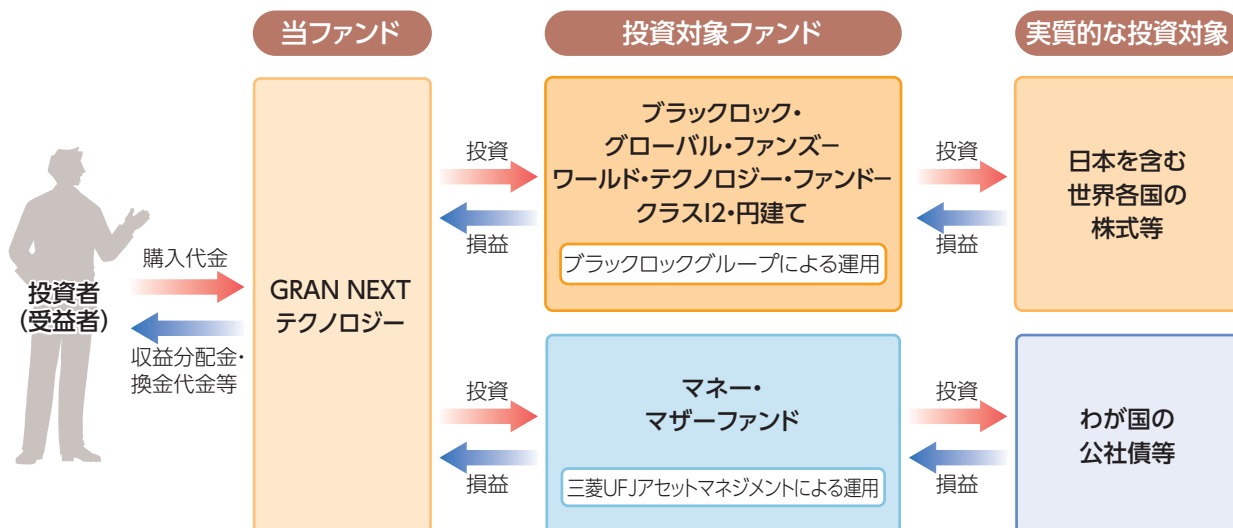 当ファンド
投資対象ファンド
実質的な投資対象
投資者
(受益者)
購入代金
収益分配金・
換金代金等
GRAN NEXT
テクノロジー
投資
損益
ブラックロック・
グローバル・ファンズー
ワールド・テクノロジー・ファンドー
クラスI2・円建て
ブラックロックグループによる運用
投資
損益
日本を含む
世界各国の
株式等
投資
損益
マネー・
マザーファンド
三菱UFJアセットマネジメントによる運用
投資
損益
わが国の
公社債等